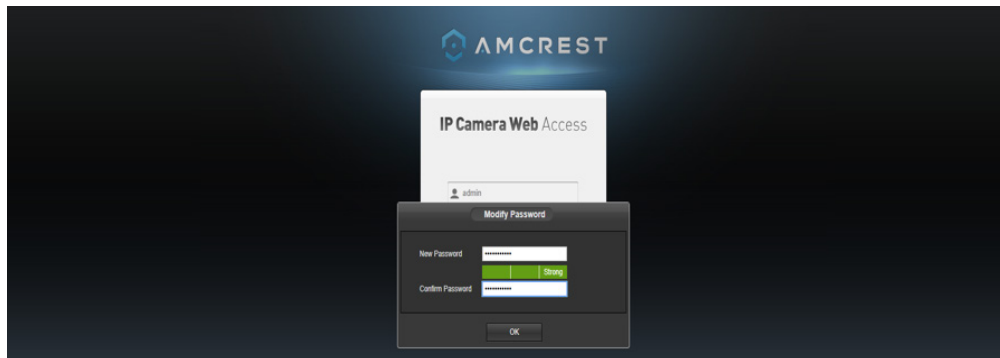 AMCREST
IP Camera Web Access
admin
Modify Password
New Password
Strong
Confirm Password
OK